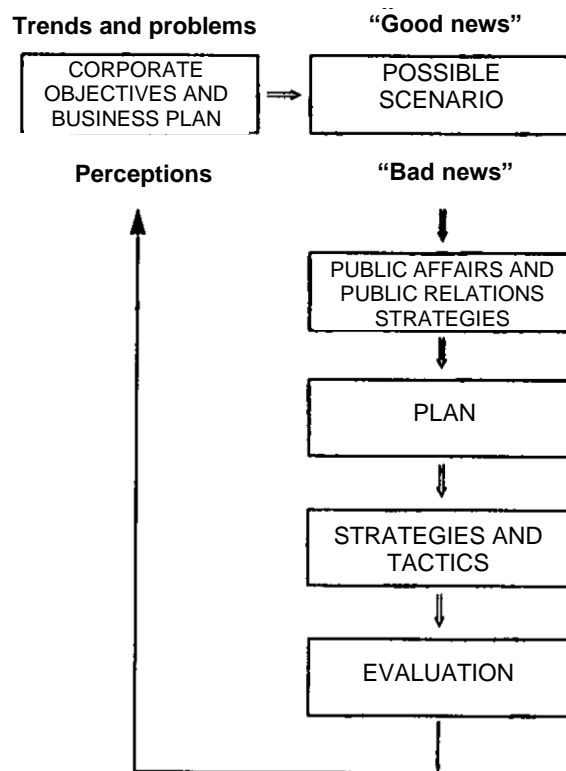 Trends and problems
“Good news”
CORPORATE
OBJECTIVES AND
BUSINESS PLAN
POSSIBLE
SCENARIO
Perceptions
“Bad news”
PUBLIC AFFAIRS AND
PUBLIC RELATIONS
STRATEGIES
PLAN
STRATEGIES AND
TACTICS
EVALUATION